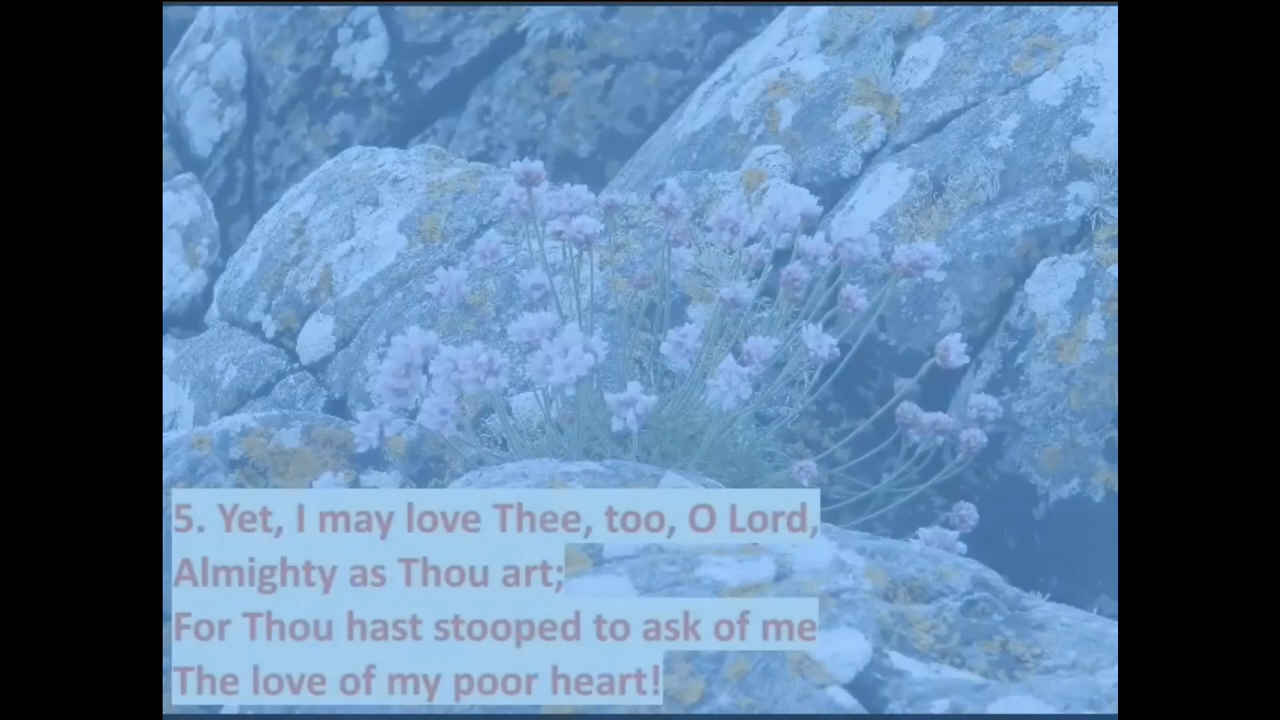 5. Yet, I may love Thee, too, O Lord,
Almighty as Thou art;
For Thou hast stooped to ask of me
The love of my poor heart!